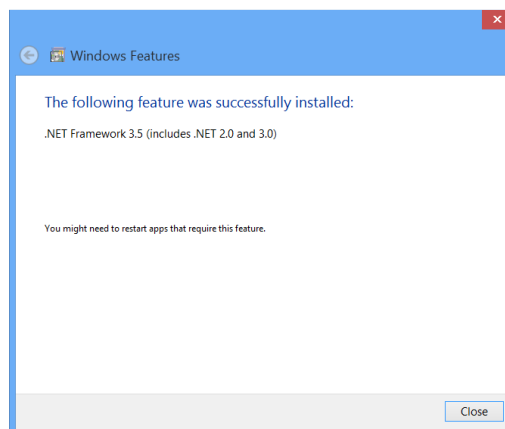 Windows Features
The following feature was successfully installed:
.NET Framework 3.5 (includes .NET 2.0 and 3.0)
You might need to restart apps that require this feature.
Close